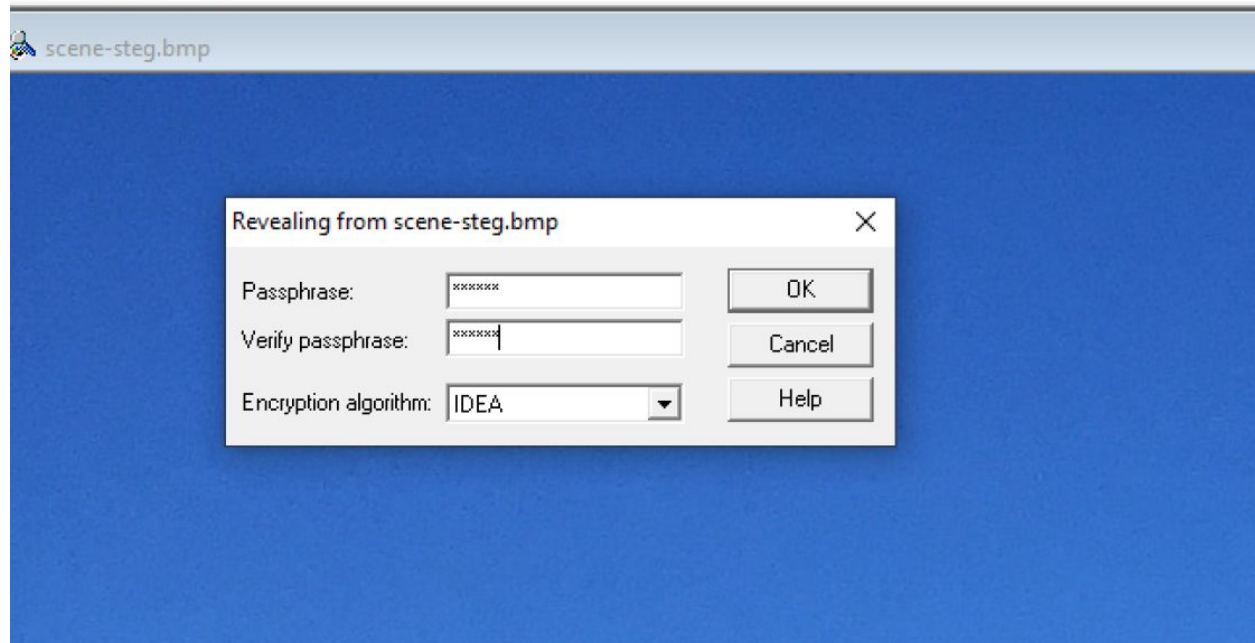 scene-steg.bmp
Revealing from scene-steg.bmp
Passphrase: ******
OK
Verify passphrase: ******
Cancel
Encryption algorithm: IDEA
Help